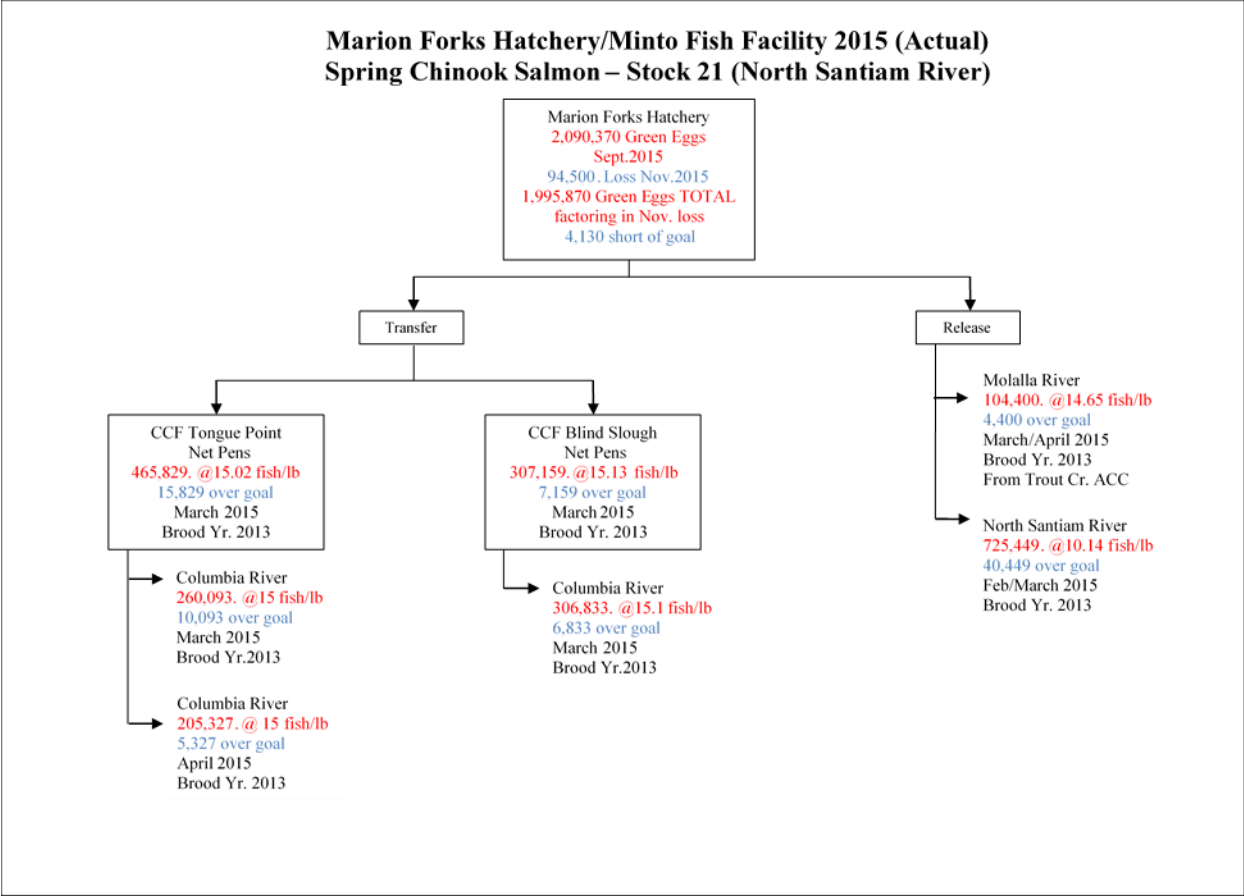 Marion Forks Hatchery/Minto Fish Facility 2015 (Actual)
Spring Chinook Salmon – Stock 21 (North Santiam River)
Marion Forks Hatchery
2,090,370 Green Eggs
Sept.2015
94,500. Loss Nov.2015
1,995,870 Green Eggs TOTAL
factoring in Nov. loss
4,130 short of goal
Transfer
Release
CCF Tongue Point
Net Pens
465,829. @15.02 fish/lb
15,829 over goal
March 2015
Brood Yr. 2013
Columbia River
260,093. @15 fish/lb
10,093 over goal
March 2015
Brood Yr.2013
Columbia River
205,327. @ 15 fish/lb
5,327 over goal
April 2015
Brood Yr. 2013
CCF Blind Slough
Net Pens
307,159. @15.13 fish/lb
7,159 over goal
March 2015
Brood Yr. 2013
Columbia River
306,833. @15.1 fish/lb
6,833 over goal
March 2015
Brood Yr.2013
Molalla River
104,400. @14.65 fish/lb
4,400 over goal
March/April 2015
Brood Yr. 2013
From Trout Cr. ACC
North Santiam River
725,449. @10.14 fish/lb
40,449 over goal
Feb/March 2015
Brood Yr. 2013